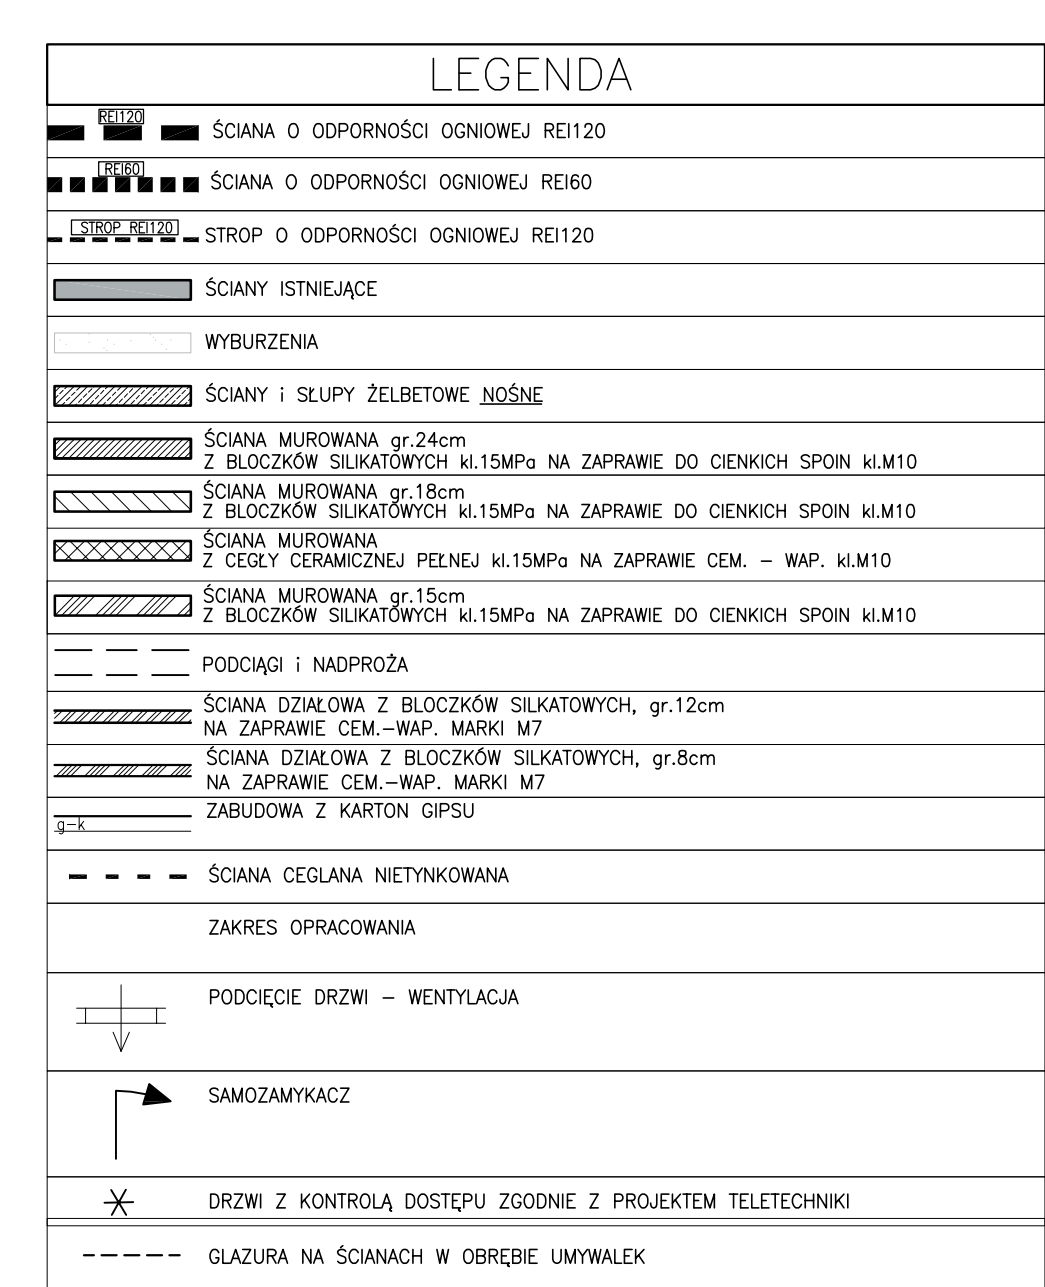 LEGENDA
REI120
ŚCIANA O ODPORNOŚCI OGNIOWEJ REI120
REI60
ŚCIANA O ODPORNOŚCI OGNIOWEJ REI60
STROP REI120
STROP O ODPORNOŚCI OGNIOWEJ REI120
ŚCIANY ISTNIEJĄCE
WYBURZENIA
ŚCIANY i SŁUPY ŻELBETOWE NOŚNE
ŚCIANA MUROWANA gr.24cm
Z BLOCZKÓW SILIKATOWYCH kl.15MPa NA ZAPRAWIE DO CIENKICH SPOIN kl.M10
ŚCIANA MUROWANA gr.18cm
Z BLOCZKÓW SILIKATOWYCH kl.15MPa NA ZAPRAWIE DO CIENKICH SPOIN kl.M10
ŚCIANA MUROWANA
Z CEGŁY CERAMICZNEJ PEŁNEJ kl.15MPa NA ZAPRAWIE CEM. – WAP. kl.M10
ŚCIANA MUROWANA gr.15cm
Z BLOCZKÓW SILIKATOWYCH kl.15MPa NA ZAPRAWIE DO CIENKICH SPOIN kl.M10
PODCIĄGI i NADPROŻA
ŚCIANA DZIAŁOWA Z BLOCZKÓW SILKATOWYCH, gr.12cm
NA ZAPRAWIE CEM.–WAP. MARKI M7
ŚCIANA DZIAŁOWA Z BLOCZKÓW SILKATOWYCH, gr.8cm
NA ZAPRAWIE CEM.–WAP. MARKI M7
ZABUDOWA Z KARTON GIPSU
g–k
ŚCIANA CEGLANA NIETYNKOWANA
ZAKRES OPRACOWANIA
PODCIĘCIE DRZWI – WENTYLACJA
SAMOZAMYKACZ
DRZWI Z KONTROLĄ DOSTĘPU ZGODNIE Z PROJEKTEM TELETECHNIKI
GLAZURA NA ŚCIANACH W OBRĘBIE UMYWALEK